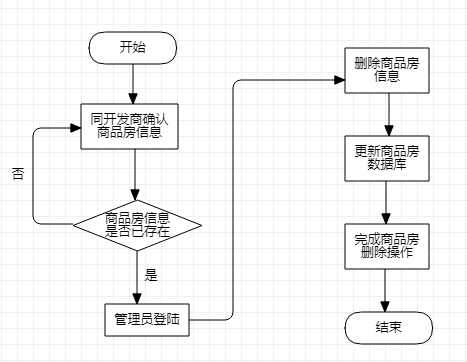 开始
同开发商确认
商品房信息
否
商品房信息
是否已存在
是
管理员登陆
删除商品房
信息
更新商品房
数据库
完成商品房
删除操作
结束